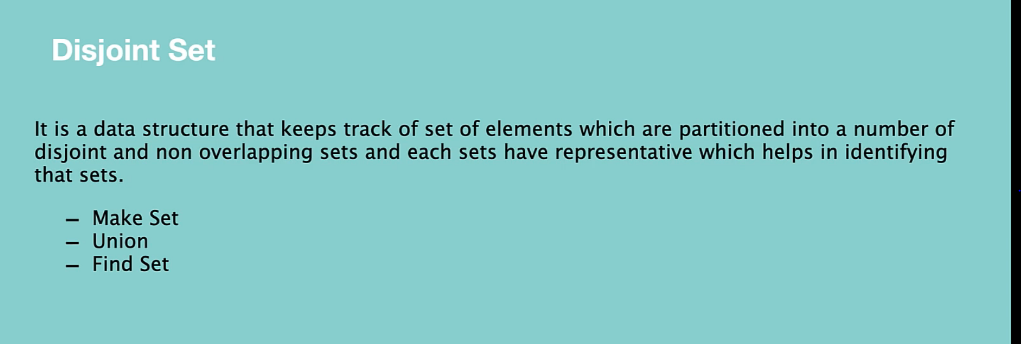 Disjoint Set
It is a data structure that keeps track of set of elements which are partitioned into a number of
disjoint and non overlapping sets and each sets have representative which helps in identifying
that sets.
– Make Set
– Union
– Find Set